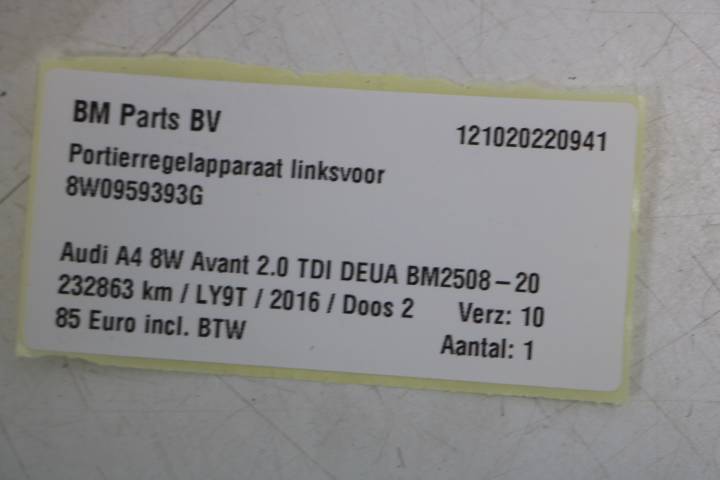 BM Parts BV 121020220941
Portierregelapparaat linksvoor
8W0959393G
Audi A4 8W Avant 2.0 TDI DEUA BM2508-20
232863 km / LY9T / 2016 / Doos 2 Verz: 10
85 Euro incl. BTW Aantal: 1